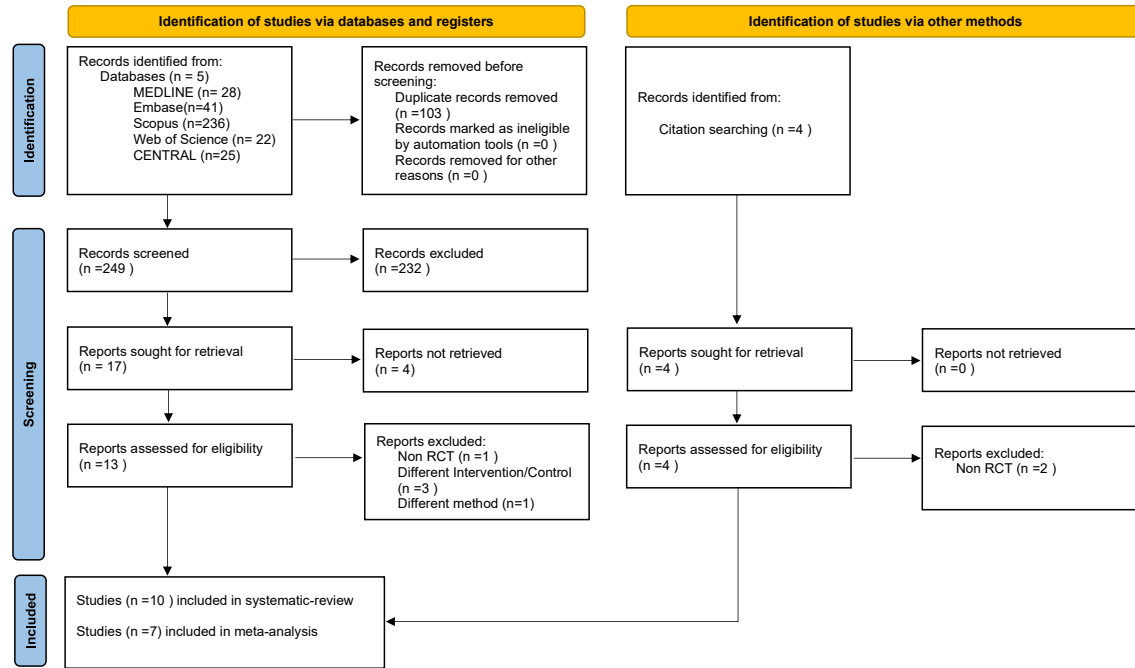 Identification of studies via databases and registers
Identification of studies via other methods
Identification
Records identified from:
Databases (n = 5)
MEDLINE (n= 28)
Embase(n=41)
Scopus (n=236)
Web of Science (n= 22)
CENTRAL (n=25)
Records removed before
screening:
Duplicate records removed
(n =103 )
Records marked as ineligible
by automation tools (n =0 )
Records removed for other
reasons (n =0 )
Records identified from:
Citation searching (n =4 )
Screening
Records screened
(n =249 )
Records excluded
(n =232 )
Reports sought for retrieval
(n = 17)
Reports not retrieved
(n = 4)
Reports sought for retrieval
(n =4 )
Reports not retrieved
(n =0 )
Reports assessed for eligibility
(n =13 )
Reports excluded:
Non RCT (n =1 )
Different Intervention/Control
(n =3 )
Different method (n=1)
Reports assessed for eligibility
(n =4 )
Reports excluded:
Non RCT (n =2 )
Included
Studies (n =10 ) included in systematic-review
Studies (n =7) included in meta-analysis